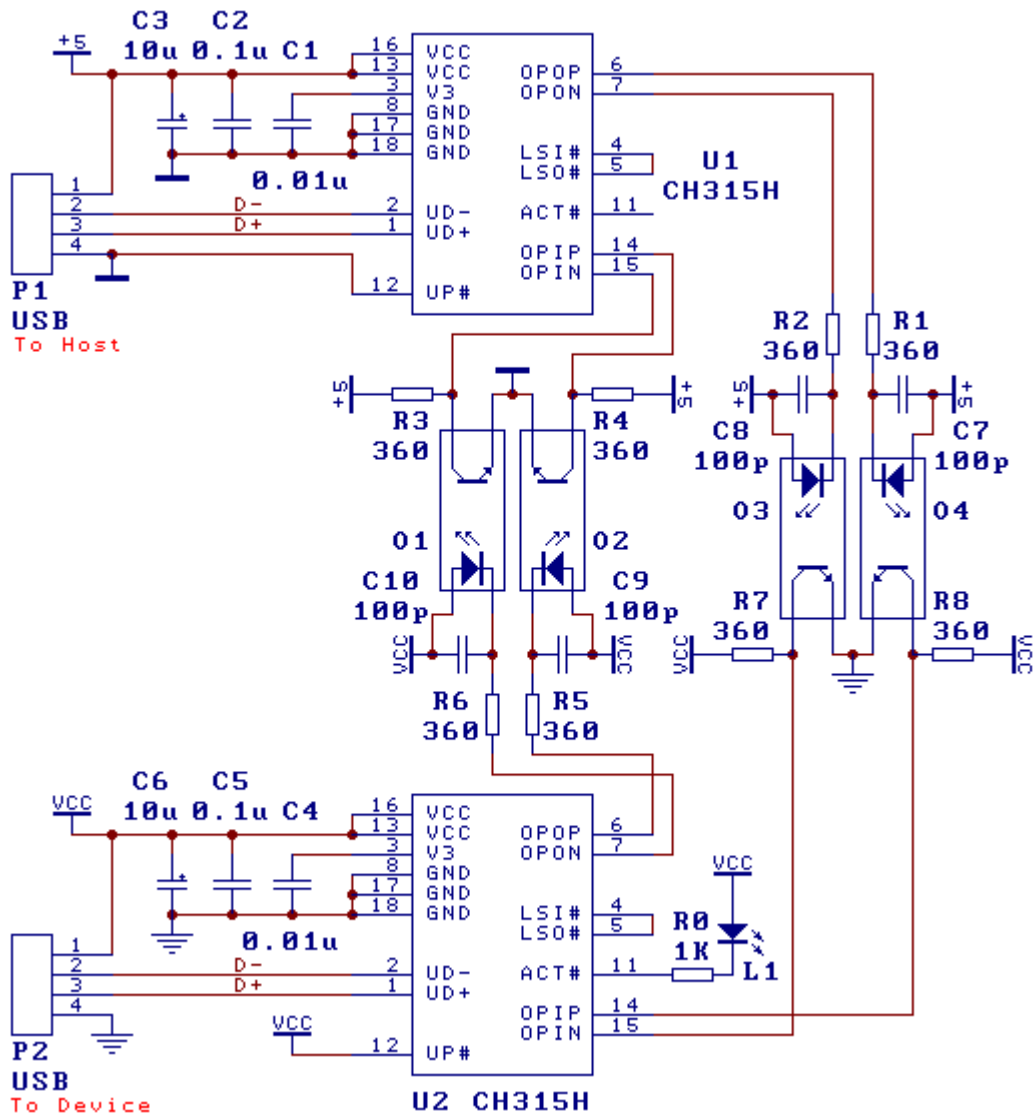 C3 C2
+5 10u 0.1u C1
16 VCC
13 VCC
3 V3
8 GND
17 GND
18 GND
OPOP 6
OPON 7
LSI# 4
LSO# 5
U1
CH315H
0.01u
1
2 D- 2 UD-
3 D+ 1 UD+
4
ACT# 11
OPIP 14
OPIN 15
12 UP#
P1
USB
To Host
R2 R1
360 360
+5 R3 R4 +5
360 360
+5 C8 C7 +5
100p 100p
O3 O4
O1 O2
C10 C9
100p 100p
R7 R8
360 360
VCC VCC VCC VCC
R6 R5
360 360
C6 C5
VCC 10u 0.1u C4
16 VCC
13 VCC
3 V3
8 GND
17 GND
18 GND
OPOP 6
OPON 7
VCC
LSI# 4
LSO# 5
R0
1K
L1
0.01u
1
2 D- 2 UD-
3 D+ 1 UD+
4
ACT# 11
OPIP 14
OPIN 15
VCC
12 UP#
P2
USB
To Device
U2 CH315H